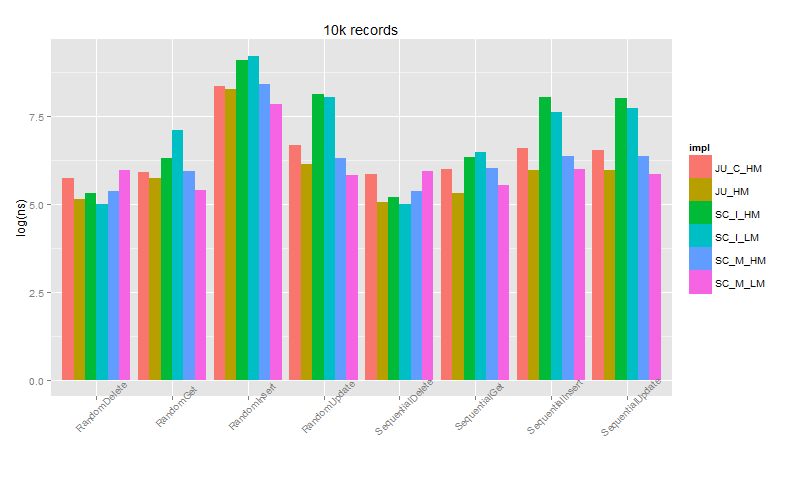 10k records
log(ns)
7.5
5.0
2.5
0.0
RandomDelete
RandomGet
RandomInsert
RandomUpdate
SequentialDelete
SequentialGet
SequentialInsert
SequentialUpdate
impl
JU_C_HM
JU_HM
SC_I_HM
SC_I_LM
SC_M_HM
SC_M_LM